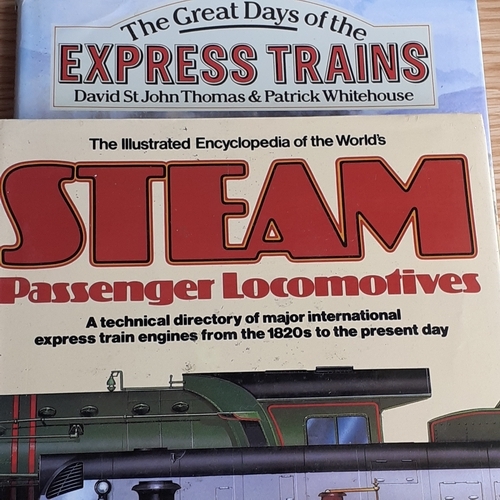 The Great Days of the
EXPRESS TRAINS
David St John Thomas & Patrick Whitehouse
The Illustrated Encyclopedia of the World's
STEAM
Passenger Locomotives
A technical directory of major international
express train engines from the 1820s to the present day